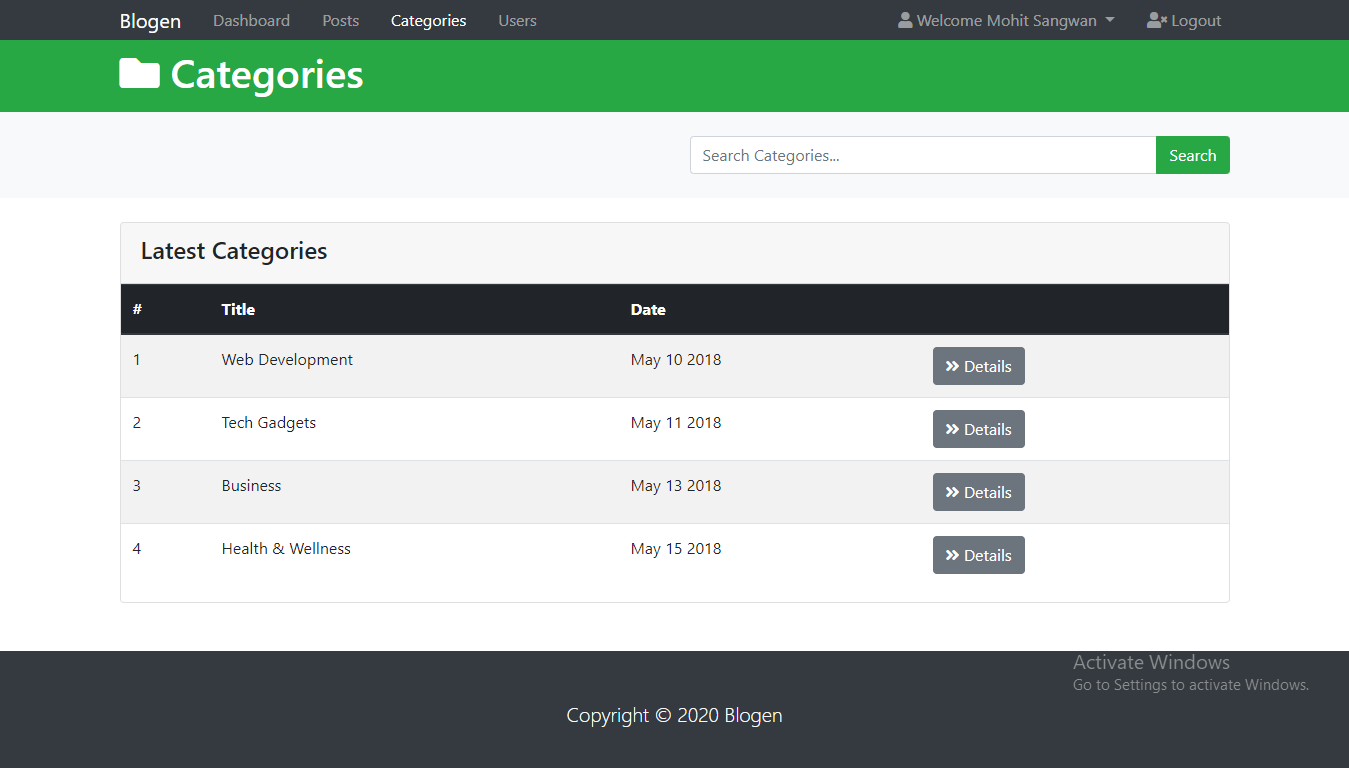 Blogen Dashboard Posts Categories Users Welcome Mohit Sangwan Logout
Categories
Search Categories... Search
Latest Categories
# Title Date
1 Web Development May 10 2018 Details
2 Tech Gadgets May 11 2018 Details
3 Business May 13 2018 Details
4 Health & Wellness May 15 2018 Details
Activate Windows
Go to Settings to activate Windows.
Copyright © 2020 Blogen